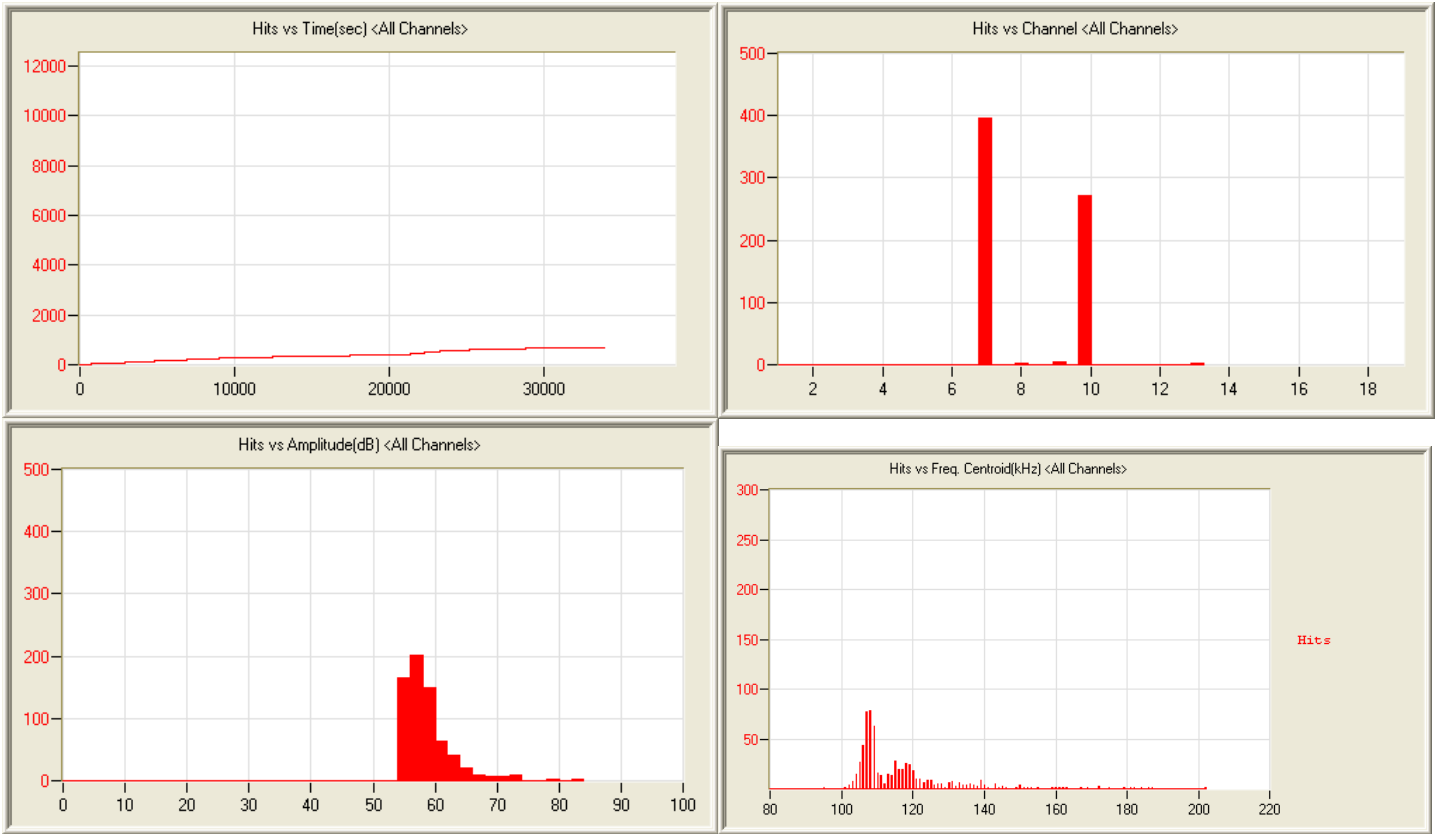 Hits vs Time(sec) <All Channels>
12000
10000
8000
6000
4000
2000
0
0 10000 20000 30000
Hits vs Channel <All Channels>
500
400
300
200
100
0
2 4 6 8 10 12 14 16 18
Hits vs Amplitude(dB) <All Channels>
500
400
300
200
100
0
0 10 20 30 40 50 60 70 80 90 100
Hits vs Freq. Centroid(kHz) <All Channels>
300
250
200
150
100
50
80 100 120 140 160 180 200 220
Hits